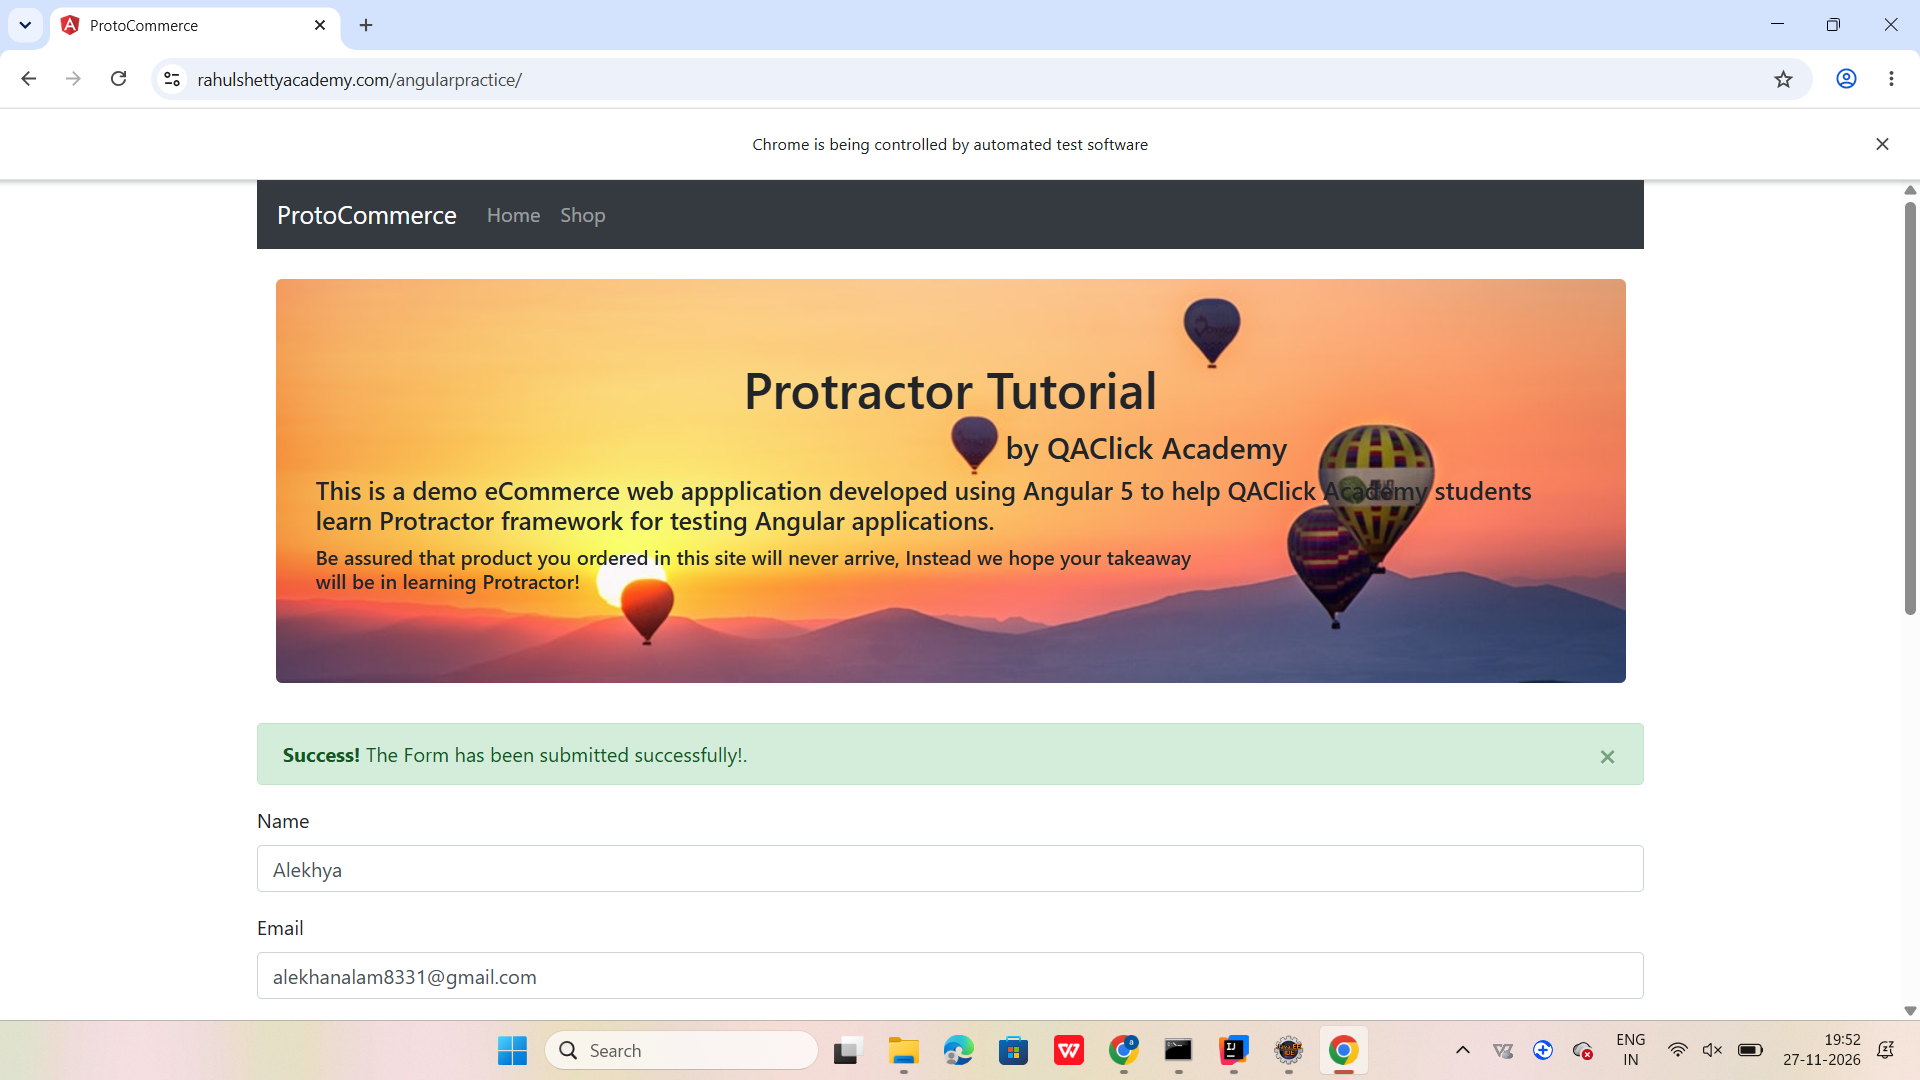 ProtoCommerce
rahulshettyacademy.com/angularpractice/
Chrome is being controlled by automated test software
ProtoCommerce Home Shop
Protractor Tutorial
by QAClick Academy
This is a demo eCommerce web appplication developed using Angular 5 to help QAClick Academy students
learn Protractor framework for testing Angular applications.
Be assured that product you ordered in this site will never arrive, Instead we hope your takeaway
will be in learning Protractor!
Success! The Form has been submitted successfully!.
Name
Alekhya
Email
alekhanalam8331@gmail.com
Search
ENG
IN
19:52
27-11-2026